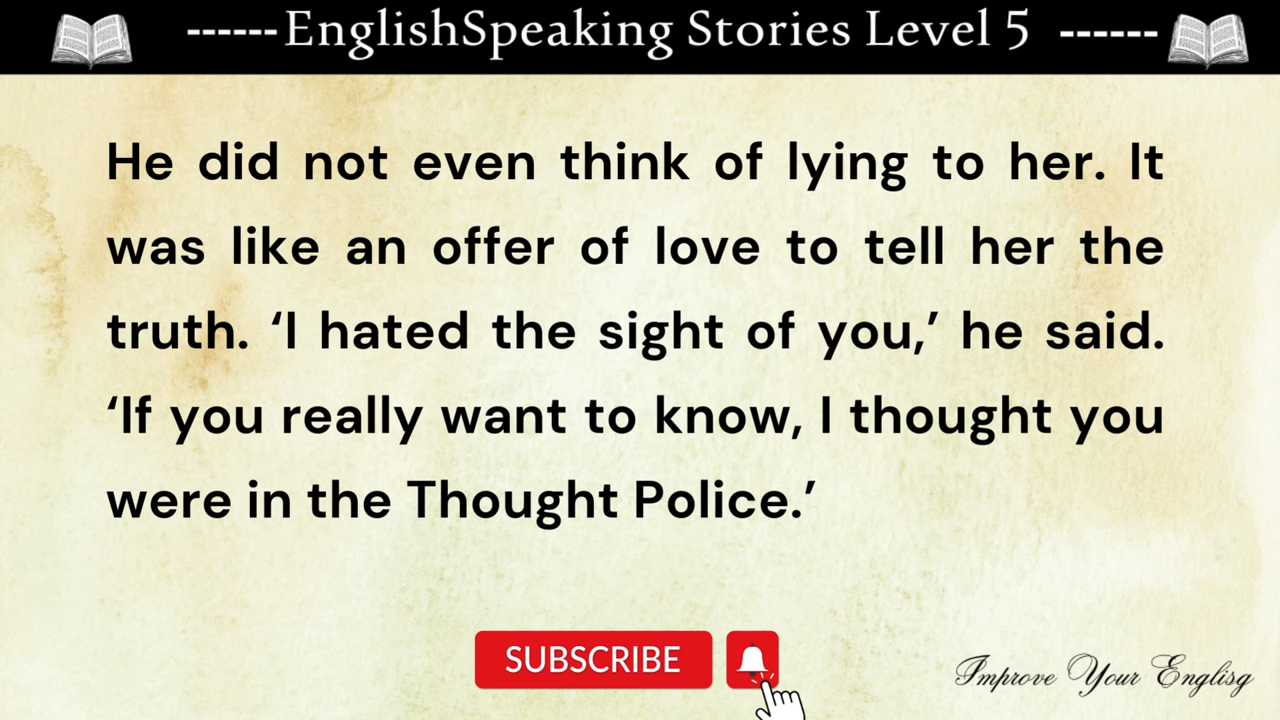 ------EnglishSpeaking Stories Level 5 ------
He did not even think of lying to her. It
was like an offer of love to tell her the
truth. ‘I hated the sight of you,’ he said.
‘If you really want to know, I thought you
were in the Thought Police.’
SUBSCRIBE
Improve Your Englisg